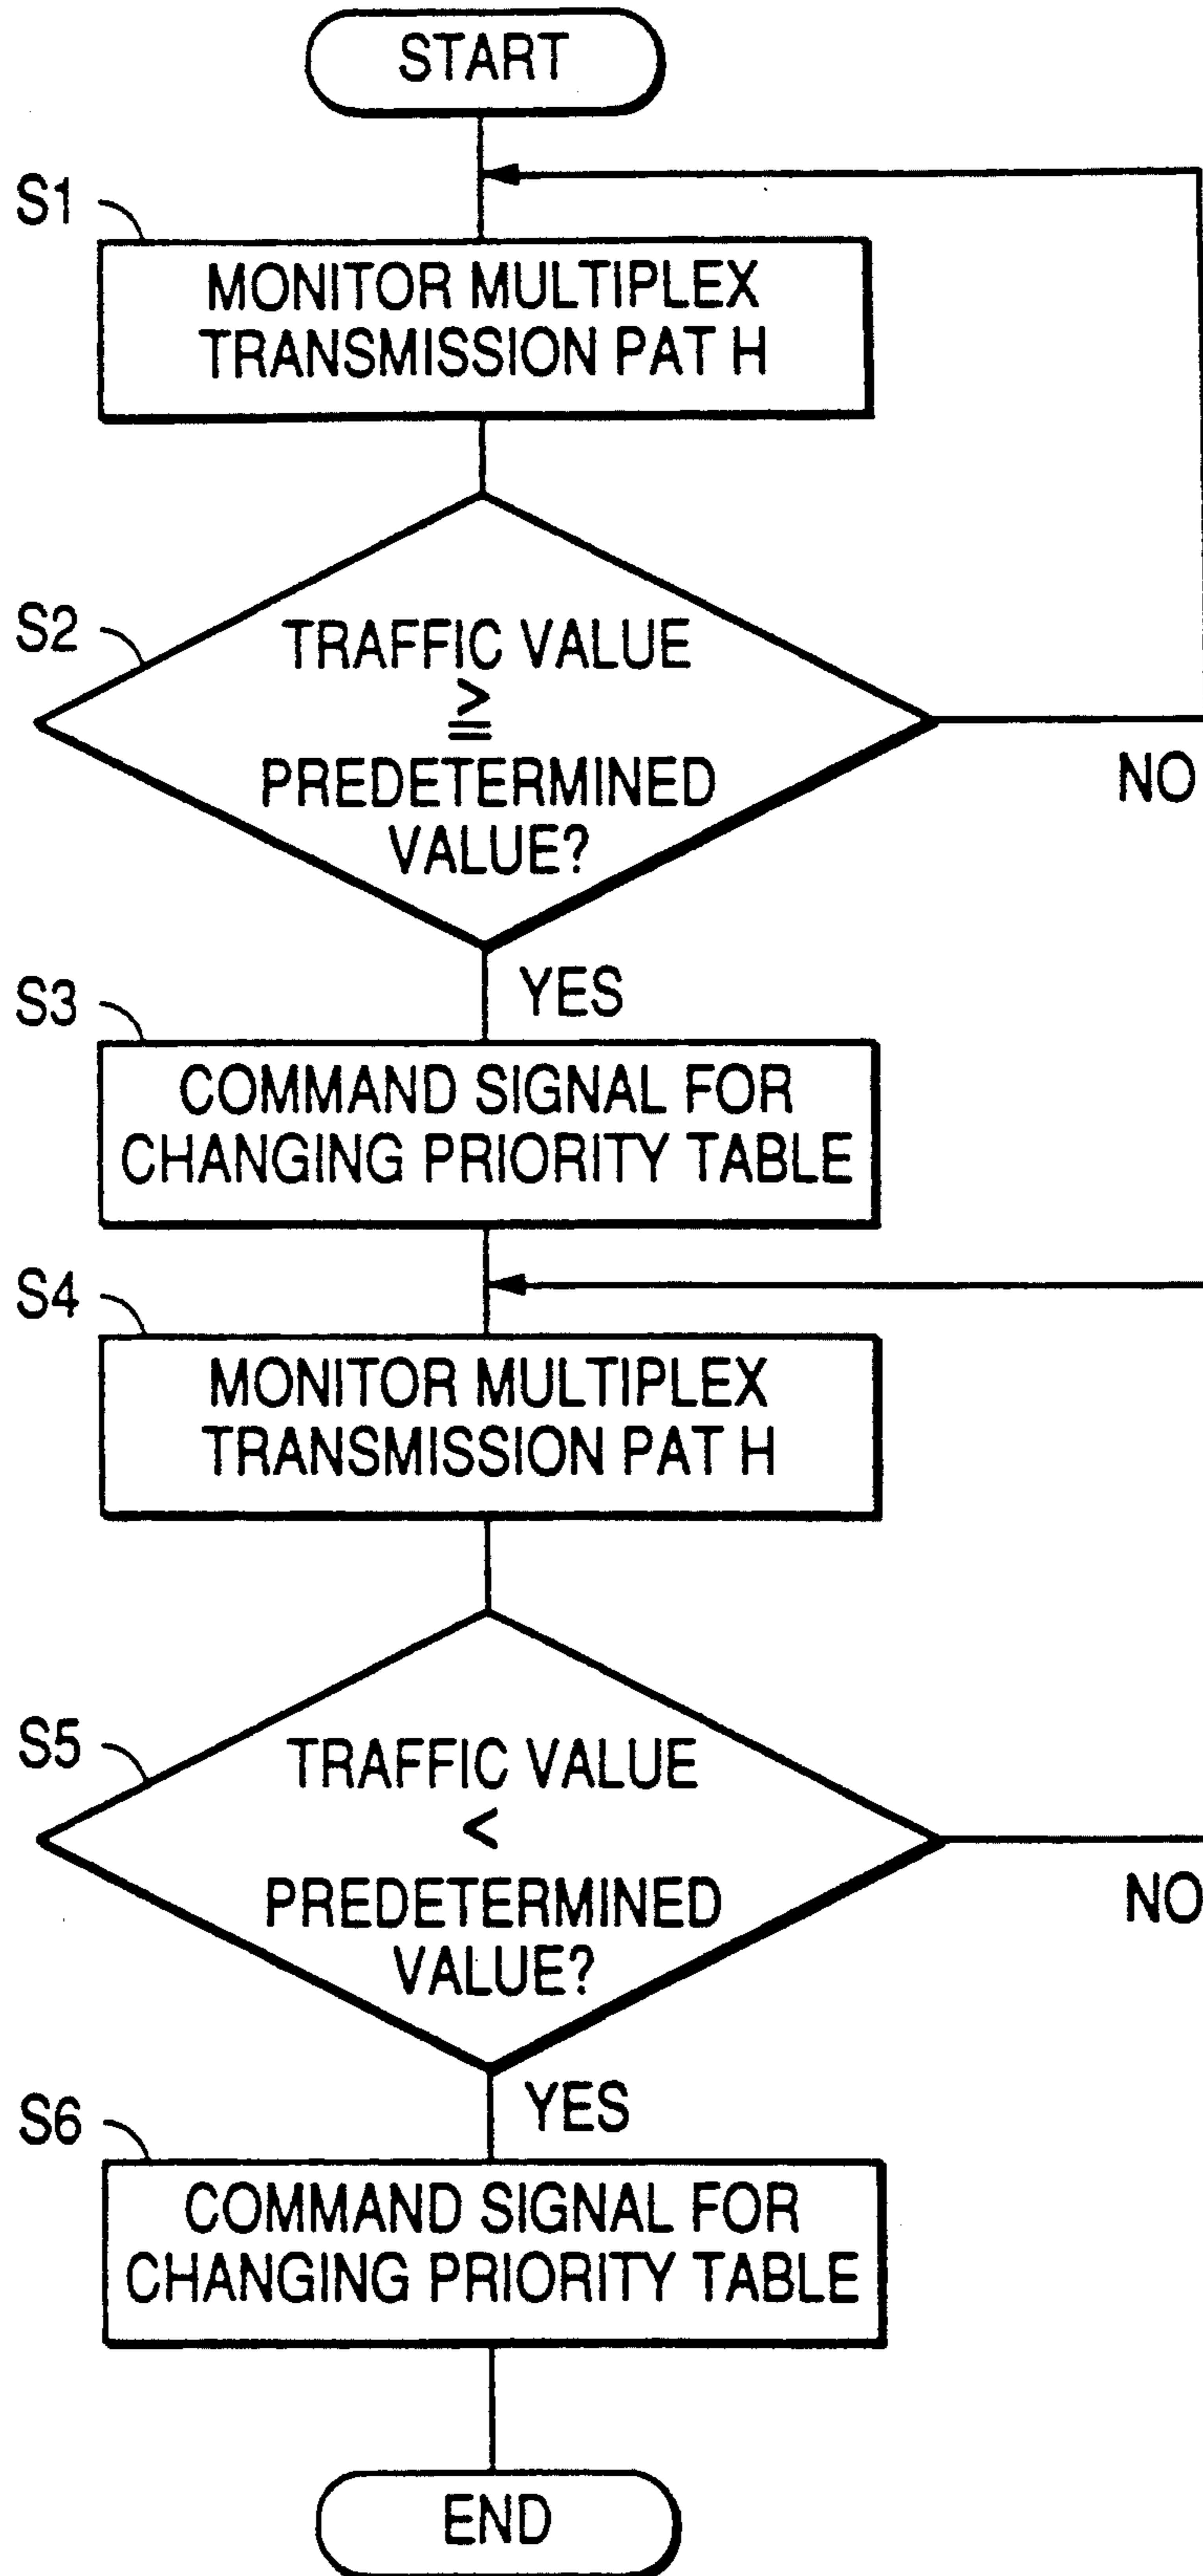 START
S1
MONITOR MULTIPLEX
TRANSMISSION PAT H
S2
TRAFFIC VALUE
≧
PREDETERMINED
VALUE?
NO
YES
S3
COMMAND SIGNAL FOR
CHANGING PRIORITY TABLE
S4
MONITOR MULTIPLEX
TRANSMISSION PAT H
S5
TRAFFIC VALUE
<
PREDETERMINED
VALUE?
NO
YES
S6
COMMAND SIGNAL FOR
CHANGING PRIORITY TABLE
END